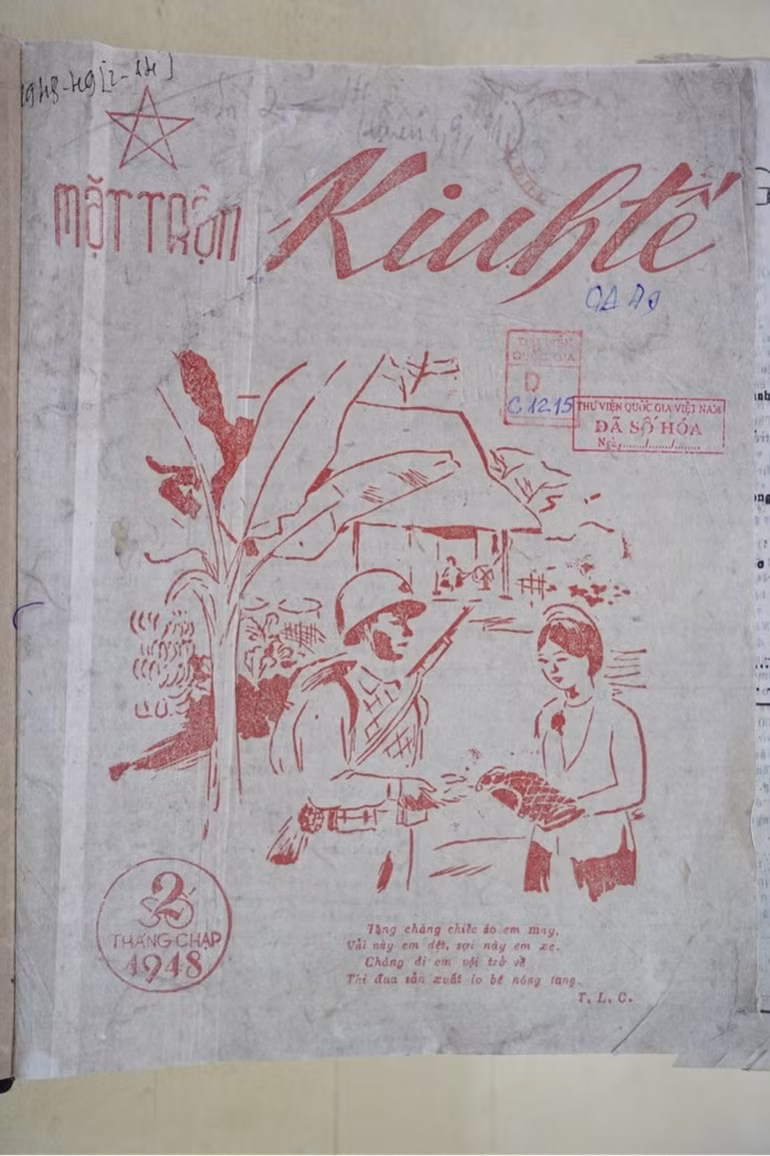 1948-49 [2-14]
MẶT TRẬN Kinh tế
THƯ VIỆN
QUỐC GIA
D
C 1215
THƯ VIỆN QUỐC GIA VIỆT NAM
ĐÃ SỐ HÓA
Ngày....../....../......
2
THÁNG CHẠP
1948
Tặng chàng chiếc áo em may,
Vải này em dệt, sợi này em xe.
Chàng đi em vội trở về
Thi đua sản xuất lo bề nông tang.
T. L. C.